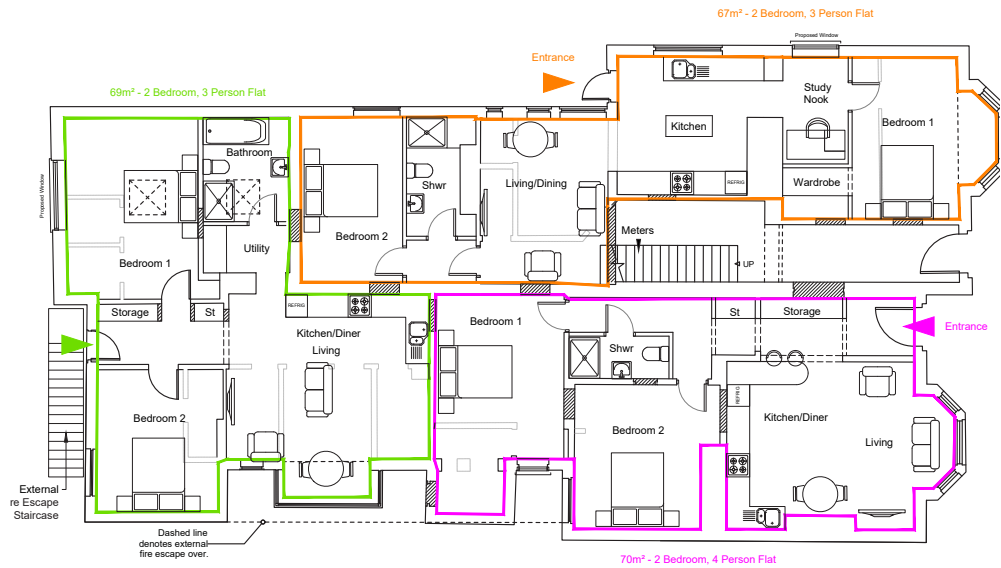 67m² - 2 Bedroom, 3 Person Flat
Proposed Window
Entrance
69m² - 2 Bedroom, 3 Person Flat
Study
Nook
Kitchen
Bedroom 1
Bathroom
Shwr
Living/Dining
REFRIG
Wardrobe
Proposed Window
Bedroom 2
Meters
Utility
UP
Bedroom 1
Storage
St
REFRIG
Kitchen/Diner
Living
Bedroom 1
Shwr
St
Storage
Entrance
REFRIG
Bedroom 2
Kitchen/Diner
Bedroom 2
Living
External
re Escape
Staircase
Dashed line
denotes external
fire escape over.
70m² - 2 Bedroom, 4 Person Flat